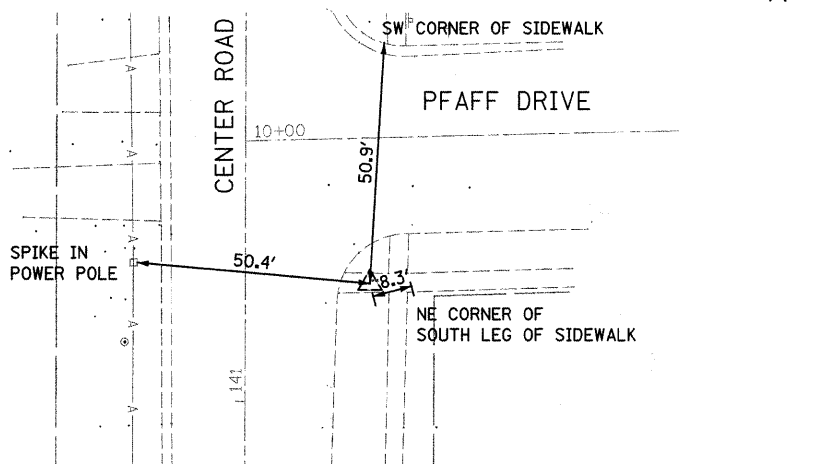 SW CORNER OF SIDEWALK
CENTER ROAD
PFAFF DRIVE
10+00
50.9'
SPIKE IN
POWER POLE
50.4'
8.3'
NE CORNER OF
SOUTH LEG OF SIDEWALK
141
A
A
A
A
A